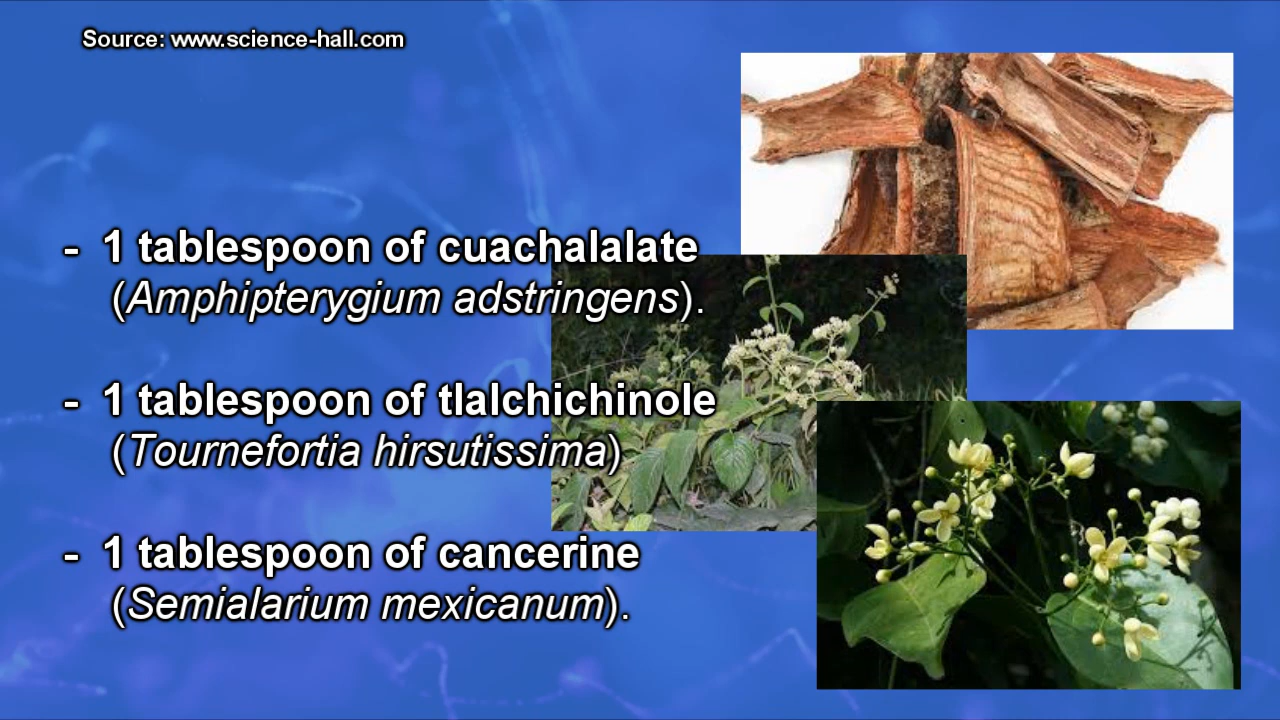 Source: www.science-hall.com
- 1 tablespoon of cuachalalate
(Amphipterygium adstringens).
- 1 tablespoon of tlalchichinole
(Tournefortia hirsutissima)
- 1 tablespoon of cancerine
(Semialarium mexicanum).